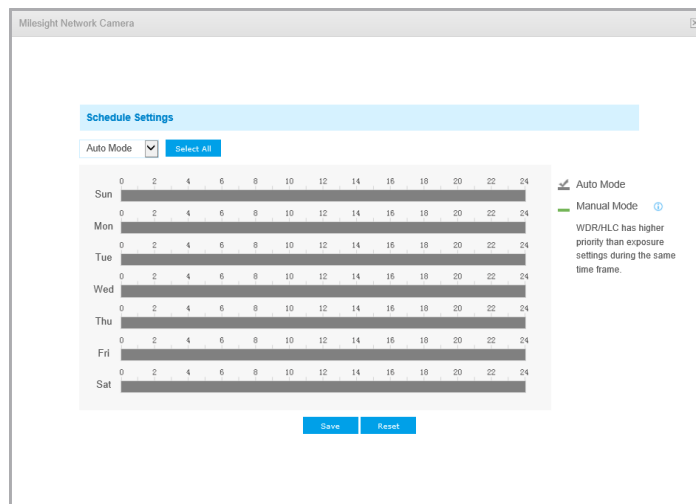 Milesight Network Camera
Schedule Settings
Auto Mode Select All
0 2 4 6 8 10 12 14 16 18 20 22 24
Sun
0 2 4 6 8 10 12 14 16 18 20 22 24
Mon
0 2 4 6 8 10 12 14 16 18 20 22 24
Tue
0 2 4 6 8 10 12 14 16 18 20 22 24
Wed
0 2 4 6 8 10 12 14 16 18 20 22 24
Thu
0 2 4 6 8 10 12 14 16 18 20 22 24
Fri
0 2 4 6 8 10 12 14 16 18 20 22 24
Sat
Auto Mode
Manual Mode
WDR/HLC has higher
priority than exposure
settings during the same
time frame.
Save Reset